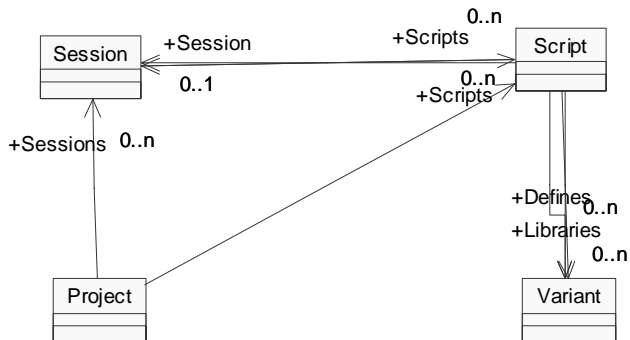 0..n
Session
+Session
+Scripts
Script
0..1
0..n
+Scripts
+Sessions
0..n
+Defines
0..n
+Libraries
0..n
Project
Variant